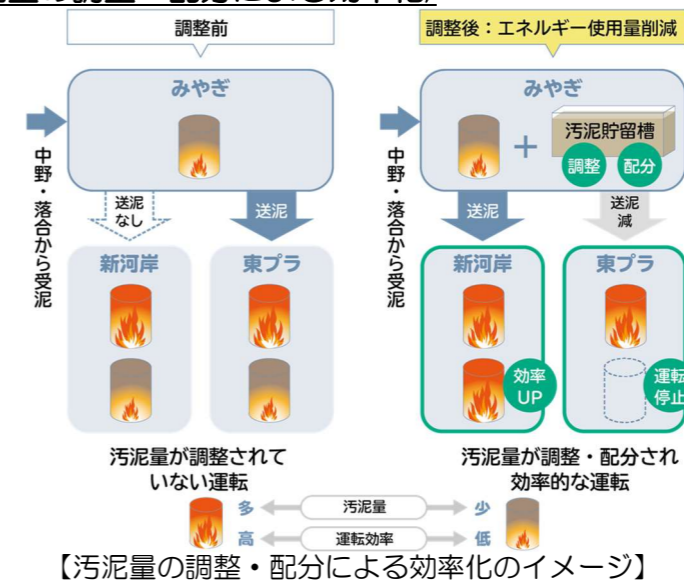 調整前
調整後：エネルギー使用量削減
みやぎ
中野・落合から受泥
送泥
なし
送泥
新河岸
東プラ
汚泥量が調整されて
いない運転
みやぎ
汚泥貯留槽
調整
配分
中野・落合から受泥
送泥
送泥
減
新河岸
東プラ
効率
UP
運転
停止
汚泥量が調整・配分され
効率的な運転
多 汚泥量 少
高 運転効率 低
【汚泥量の調整・配分による効率化のイメージ】